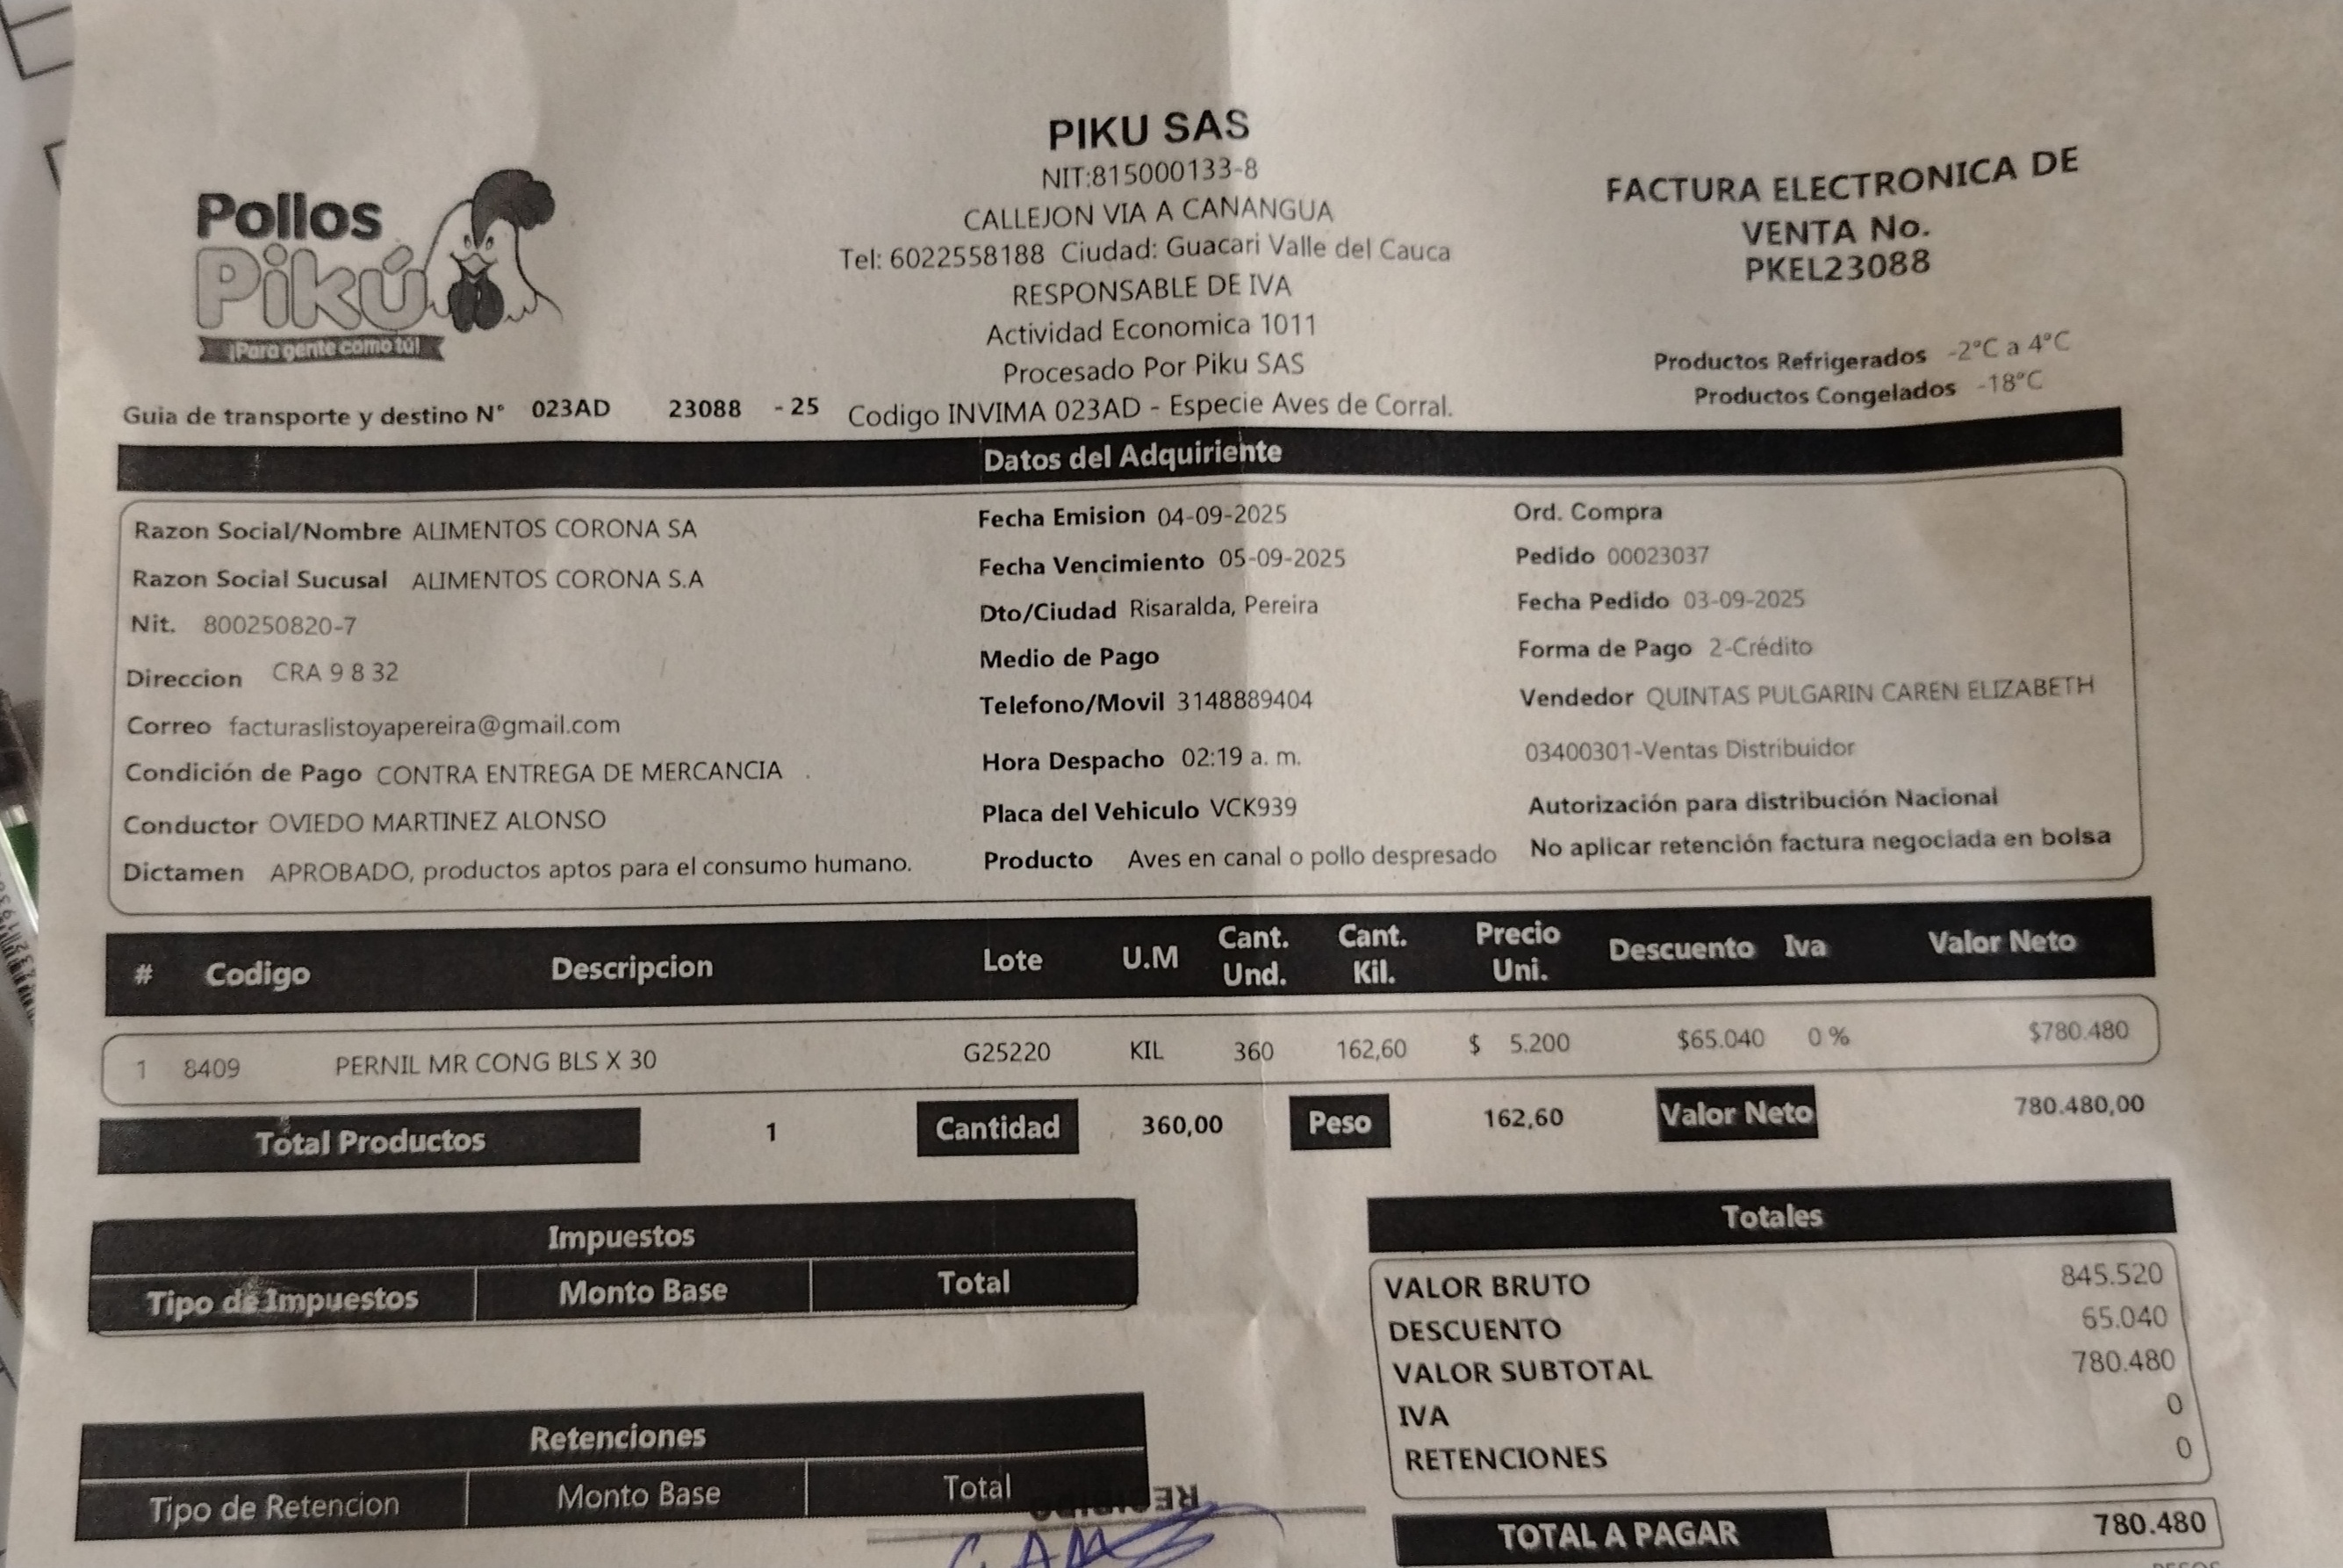 Pollos
Pikú
¡Para gente como tú!
PIKU SAS
NIT:815000133-8
CALLEJON VIA A CANANGUA
Tel: 6022558188 Ciudad: Guacari Valle del Cauca
RESPONSABLE DE IVA
Actividad Economica 1011
Procesado Por Piku SAS
Codigo INVIMA 023AD - Especie Aves de Corral.
FACTURA ELECTRONICA DE
VENTA No.
PKEL23088
Productos Refrigerados -2°C a 4°C
Productos Congelados -18°C
Guia de transporte y destino N° 023AD 23088 - 25
Datos del Adquiriente
Razon Social/Nombre ALIMENTOS CORONA SA
Razon Social Sucusal ALIMENTOS CORONA S.A
Nit. 800250820-7
Direccion CRA 9 8 32
Correo facturaslistoyapereira@gmail.com
Condición de Pago CONTRA ENTREGA DE MERCANCIA
Conductor OVIEDO MARTINEZ ALONSO
Dictamen APROBADO, productos aptos para el consumo humano.
Fecha Emision 04-09-2025
Fecha Vencimiento 05-09-2025
Dto/Ciudad Risaralda, Pereira
Medio de Pago
Telefono/Movil 3148889404
Hora Despacho 02:19 a. m.
Placa del Vehiculo VCK939
Producto Aves en canal o pollo despresado
Ord. Compra
Pedido 00023037
Fecha Pedido 03-09-2025
Forma de Pago 2-Crédito
Vendedor QUINTAS PULGARIN CAREN ELIZABETH
03400301-Ventas Distribuidor
Autorización para distribución Nacional
No aplicar retención factura negociada en bolsa
# Codigo Descripcion Lote U.M Cant. Und. Cant. Kil. Precio Uni. Descuento Iva Valor Neto
1 8409 PERNIL MR CONG BLS X 30 G25220 KIL 360 162,60 $ 5.200 $65.040 0 % $780.480
Total Productos 1 Cantidad 360,00 Peso 162,60 Valor Neto 780.480,00
Impuestos
Tipo de Impuestos Monto Base Total
Retenciones
Tipo de Retencion Monto Base Total
Totales
VALOR BRUTO 845.520
DESCUENTO 65.040
VALOR SUBTOTAL 780.480
IVA 0
RETENCIONES 0
TOTAL A PAGAR 780.480